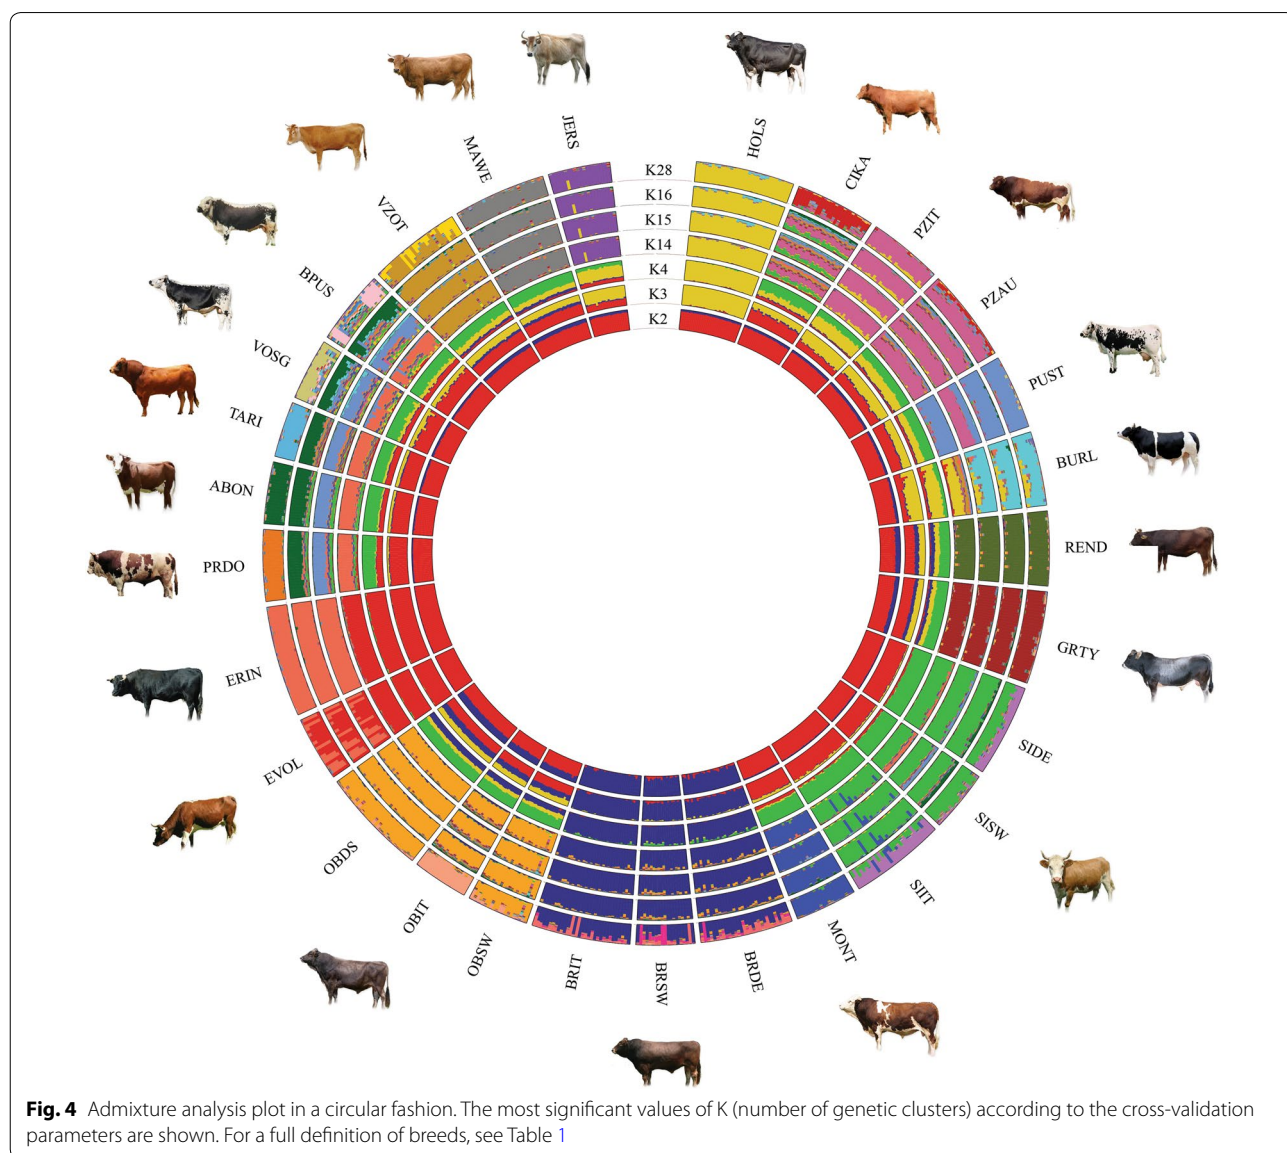 JERS
HOLS
MAWE
CIKA
K28
K16
K15
K14
K4
K3
K2
VZOT
PZIT
BPUS
PZAU
VOSG
PUST
TARI
BURL
ABON
REND
PRDO
GRTY
ERIN
SIDE
EVOL
SISW
OBDS
SIIT
OBIT
MONT
OBSW
BRIT
BRSW
BRDE
Fig. 4 Admixture analysis plot in a circular fashion. The most significant values of K (number of genetic clusters) according to the cross-validation
parameters are shown. For a full definition of breeds, see Table 1